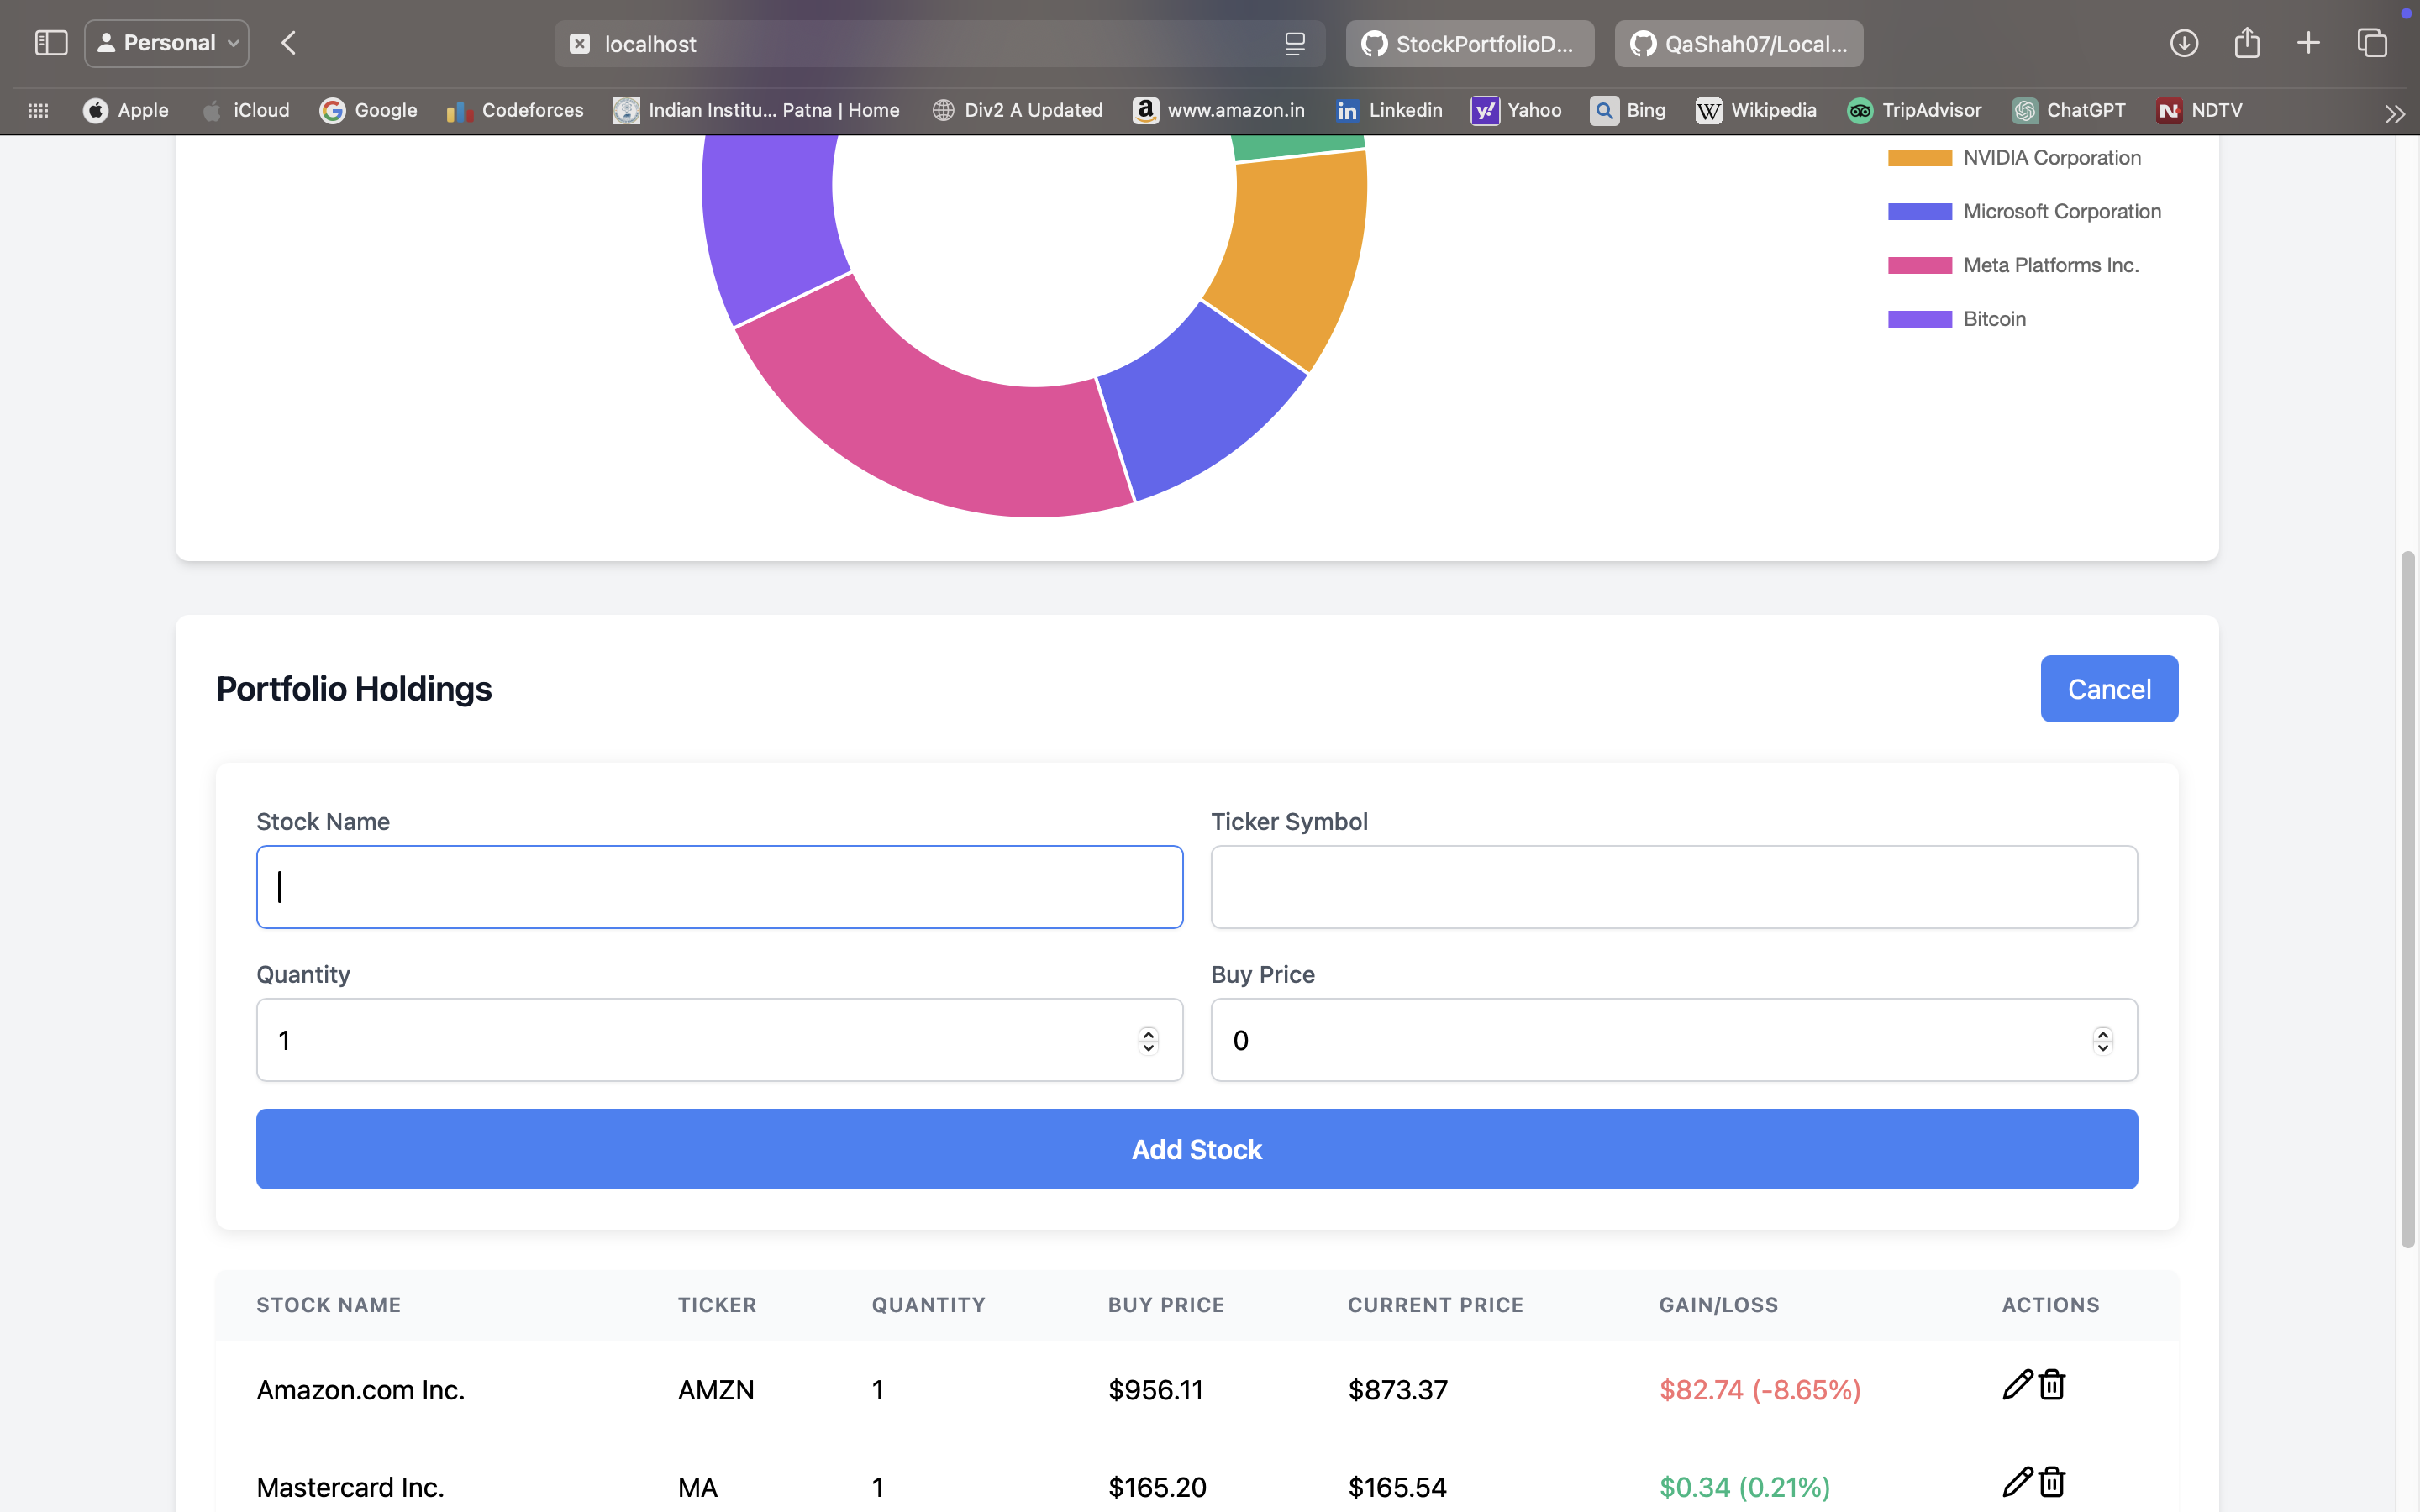 Personal
localhost
StockPortfolioD...
QaShah07/Local...
Apple
iCloud
Google
Codeforces
Indian Institu... Patna | Home
Div2 A Updated
www.amazon.in
Linkedin
Yahoo
Bing
Wikipedia
TripAdvisor
ChatGPT
NDTV
NVIDIA Corporation
Microsoft Corporation
Meta Platforms Inc.
Bitcoin
Portfolio Holdings
Cancel
Stock Name
Ticker Symbol
Quantity
Buy Price
1
0
Add Stock
STOCK NAME TICKER QUANTITY BUY PRICE CURRENT PRICE GAIN/LOSS ACTIONS
Amazon.com Inc. AMZN 1 $956.11 $873.37 $82.74 (-8.65%)
Mastercard Inc. MA 1 $165.20 $165.54 $0.34 (0.21%)